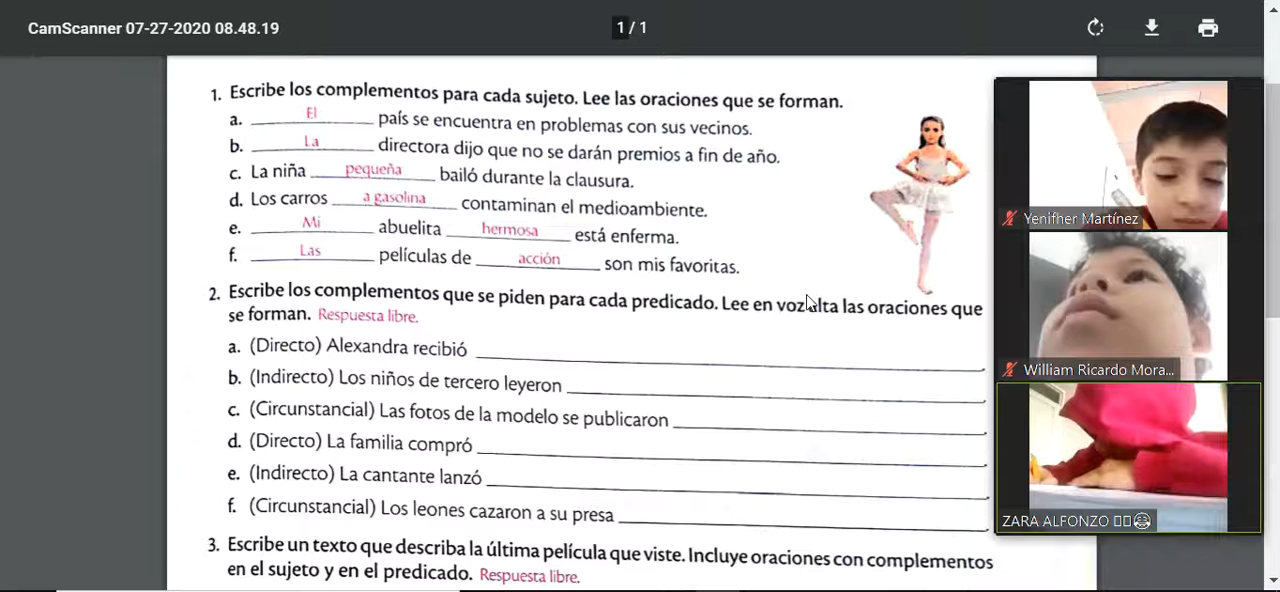 CamScanner 07-27-2020 08.48.19
1 / 1
1. Escribe los complementos para cada sujeto. Lee las oraciones que se forman.
a. El país se encuentra en problemas con sus vecinos.
b. La directora dijo que no se darán premios a fin de año.
c. La niña pequeña bailó durante la clausura.
d. Los carros a gasolina contaminan el medioambiente.
e. Mi abuelita hermosa está enferma.
f. Las películas de acción son mis favoritas.
2. Escribe los complementos que se piden para cada predicado. Lee en voz alta las oraciones que
se forman. Respuesta libre.
a. (Directo) Alexandra recibió
b. (Indirecto) Los niños de tercero leyeron
c. (Circunstancial) Las fotos de la modelo se publicaron
d. (Directo) La familia compró
e. (Indirecto) La cantante lanzó
f. (Circunstancial) Los leones cazaron a su presa
3. Escribe un texto que describa la última película que viste. Incluye oraciones con complementos
en el sujeto y en el predicado. Respuesta libre.
Yenifher Martínez
William Ricardo Mora...
ZARA ALFONZO